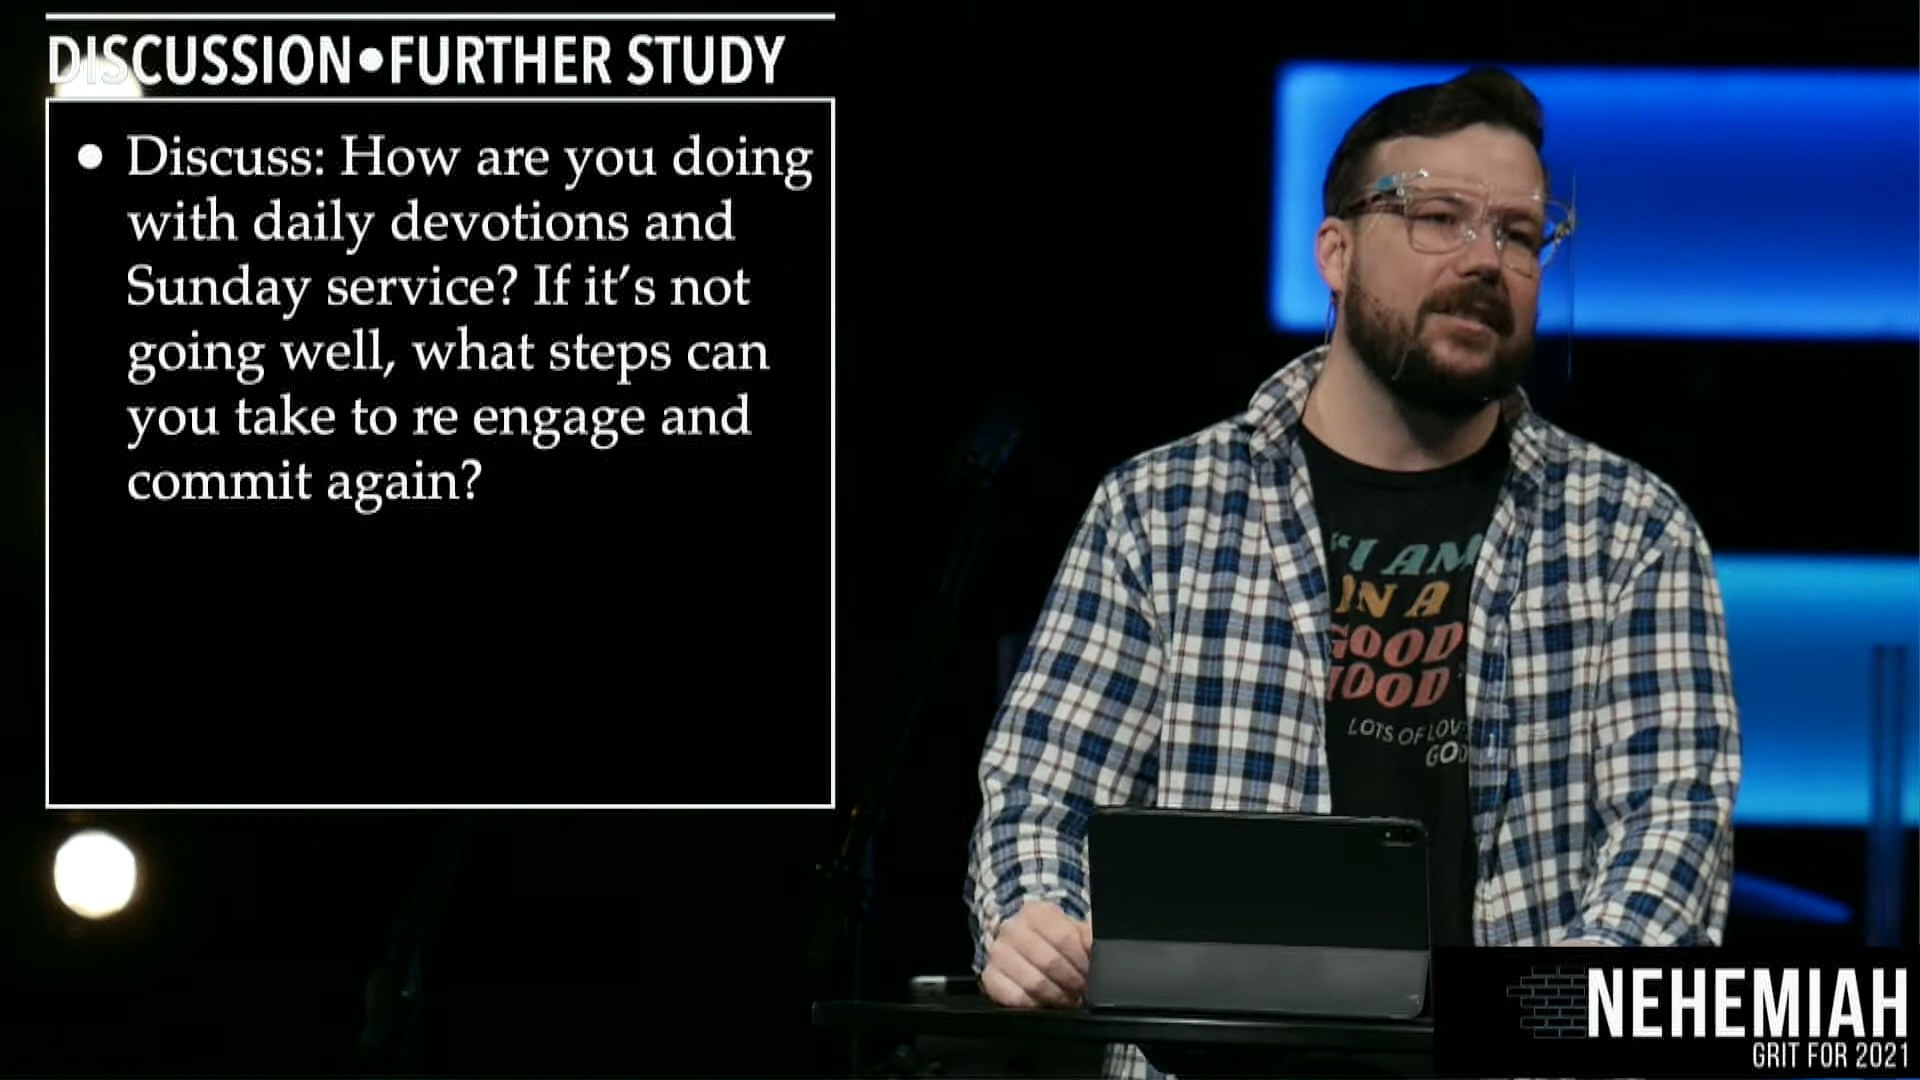 DISCUSSION•FURTHER STUDY
• Discuss: How are you doing
with daily devotions and
Sunday service? If it's not
going well, what steps can
you take to re engage and
commit again?
"I AM
IN A
GOOD
LOTS OF
NEHEMIAH
GRIT FOR 2021